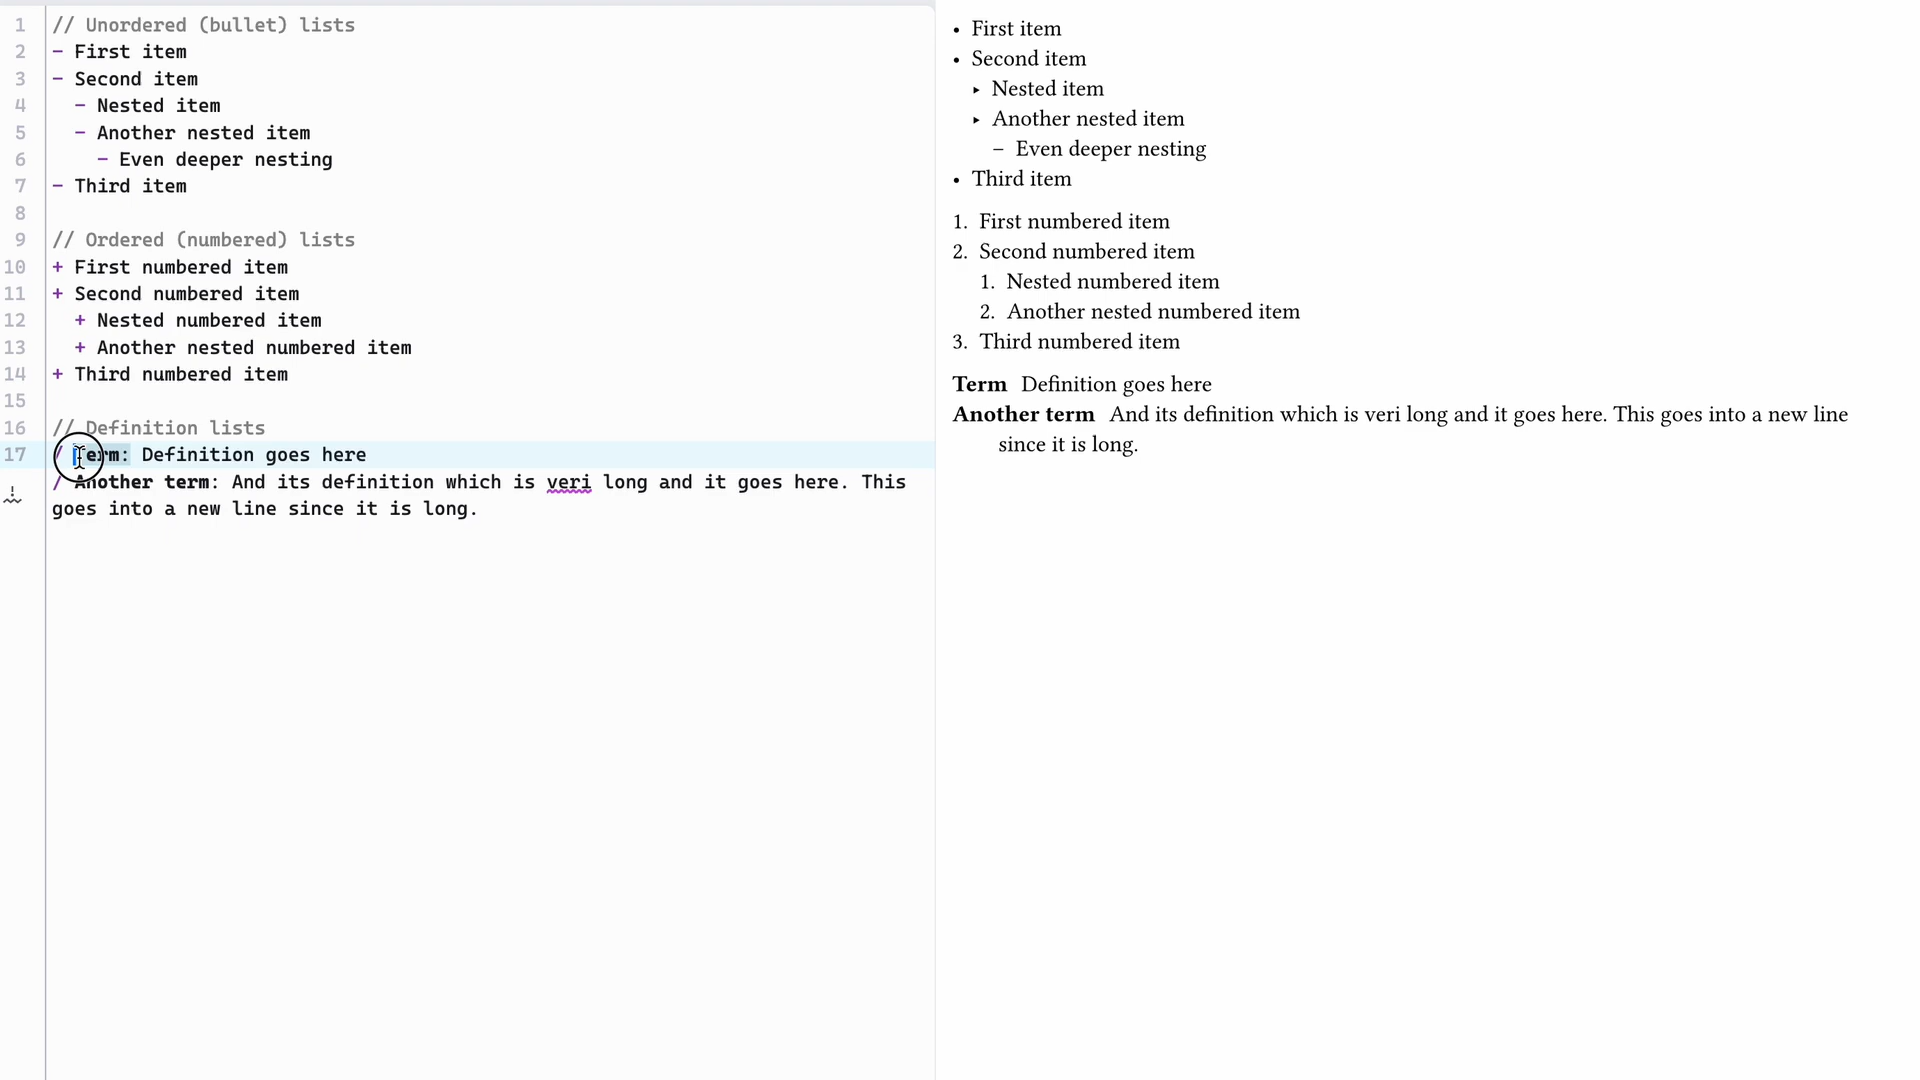 1 // Unordered (bullet) lists
2 - First item
3 - Second item
4 - Nested item
5 - Another nested item
6 - Even deeper nesting
7 - Third item
8
9 // Ordered (numbered) lists
10 + First numbered item
11 + Second numbered item
12 + Nested numbered item
13 + Another nested numbered item
14 + Third numbered item
15
16 // Definition lists
17 / Term: Definition goes here
/ Another term: And its definition which is veri long and it goes here. This
goes into a new line since it is long.
• First item
• Second item
‣ Nested item
‣ Another nested item
– Even deeper nesting
• Third item
1. First numbered item
2. Second numbered item
1. Nested numbered item
2. Another nested numbered item
3. Third numbered item
Term Definition goes here
Another term And its definition which is veri long and it goes here. This goes into a new line
since it is long.